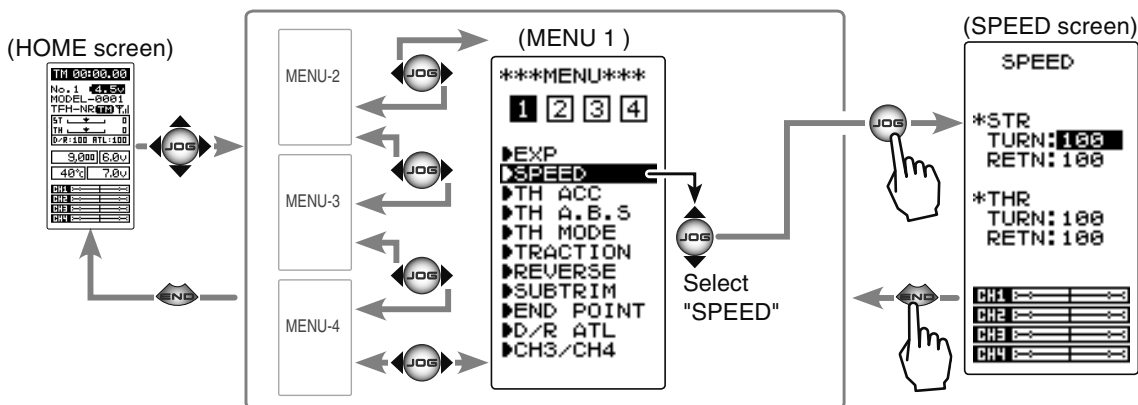 (HOME screen)
TM 00:00.00
No.1 4.5v
MODEL-0001
TFH-NR TM
ST 0
TH 0
D/R:100 ATL:100
9,000 6.0v
40℃ 7.0v
CH1
CH2
CH3
CH4
JOG
END
MENU-2
MENU-3
MENU-4
JOG
JOG
JOG
JOG
(MENU 1 )
***MENU***
1 2 3 4
EXP
SPEED
TH ACC
TH A.B.S
TH MODE
TRACTION
REVERSE
SUBTRIM
END POINT
D/R ATL
CH3/CH4
JOG
Select
"SPEED"
JOG
END
(SPEED screen)
SPEED
*STR
TURN:100
RETN:100
*THR
TURN:100
RETN:100
CH1
CH2
CH3
CH4